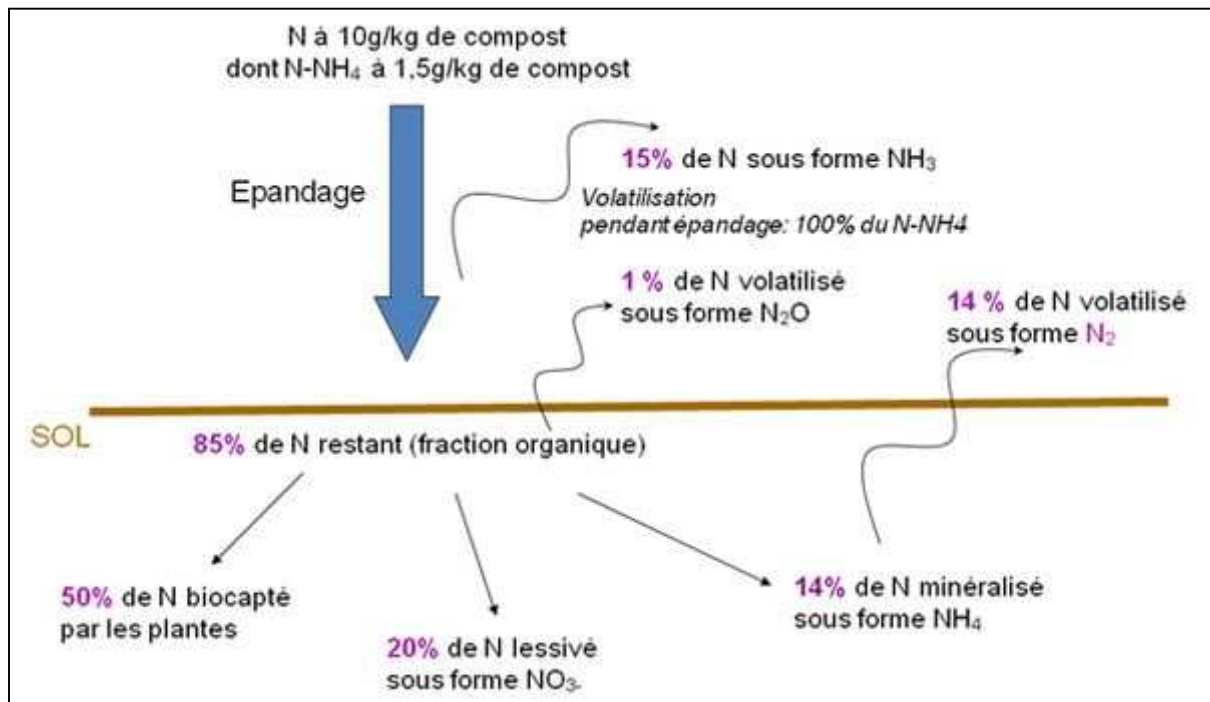 N à 10g/kg de compost
dont N-NH₄ à 1.5g/kg de compost
Epandage
15% de N sous forme NH₃
Volatilisation
pendant épandage: 100% du N-NH4
1 % de N volatilisé
sous forme N₂O
14 % de N volatilisé
sous forme N₂
SOL
85% de N restant (fraction organique)
50% de N biocapté
par les plantes
20% de N lessivé
sous forme NO₃-
14% de N minéralisé
sous forme NH₄